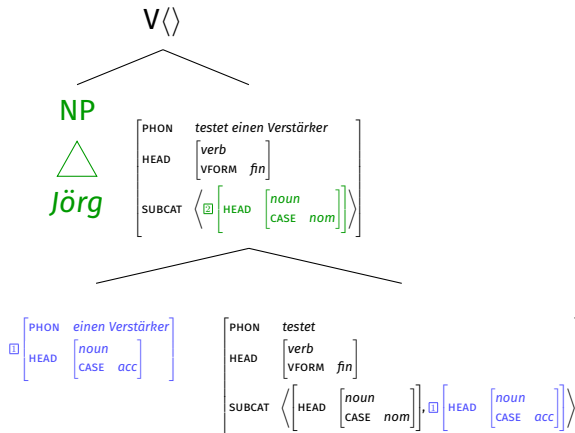 V⟨⟩
NP
Jörg
PHON testet einen Verstärker
HEAD verb
VFORM fin
SUBCAT ⟨ 2 HEAD noun
CASE nom ⟩
1 PHON einen Verstärker
HEAD noun
CASE acc
PHON testet
HEAD verb
VFORM fin
SUBCAT ⟨ HEAD noun
CASE nom , 1 HEAD noun
CASE acc ⟩